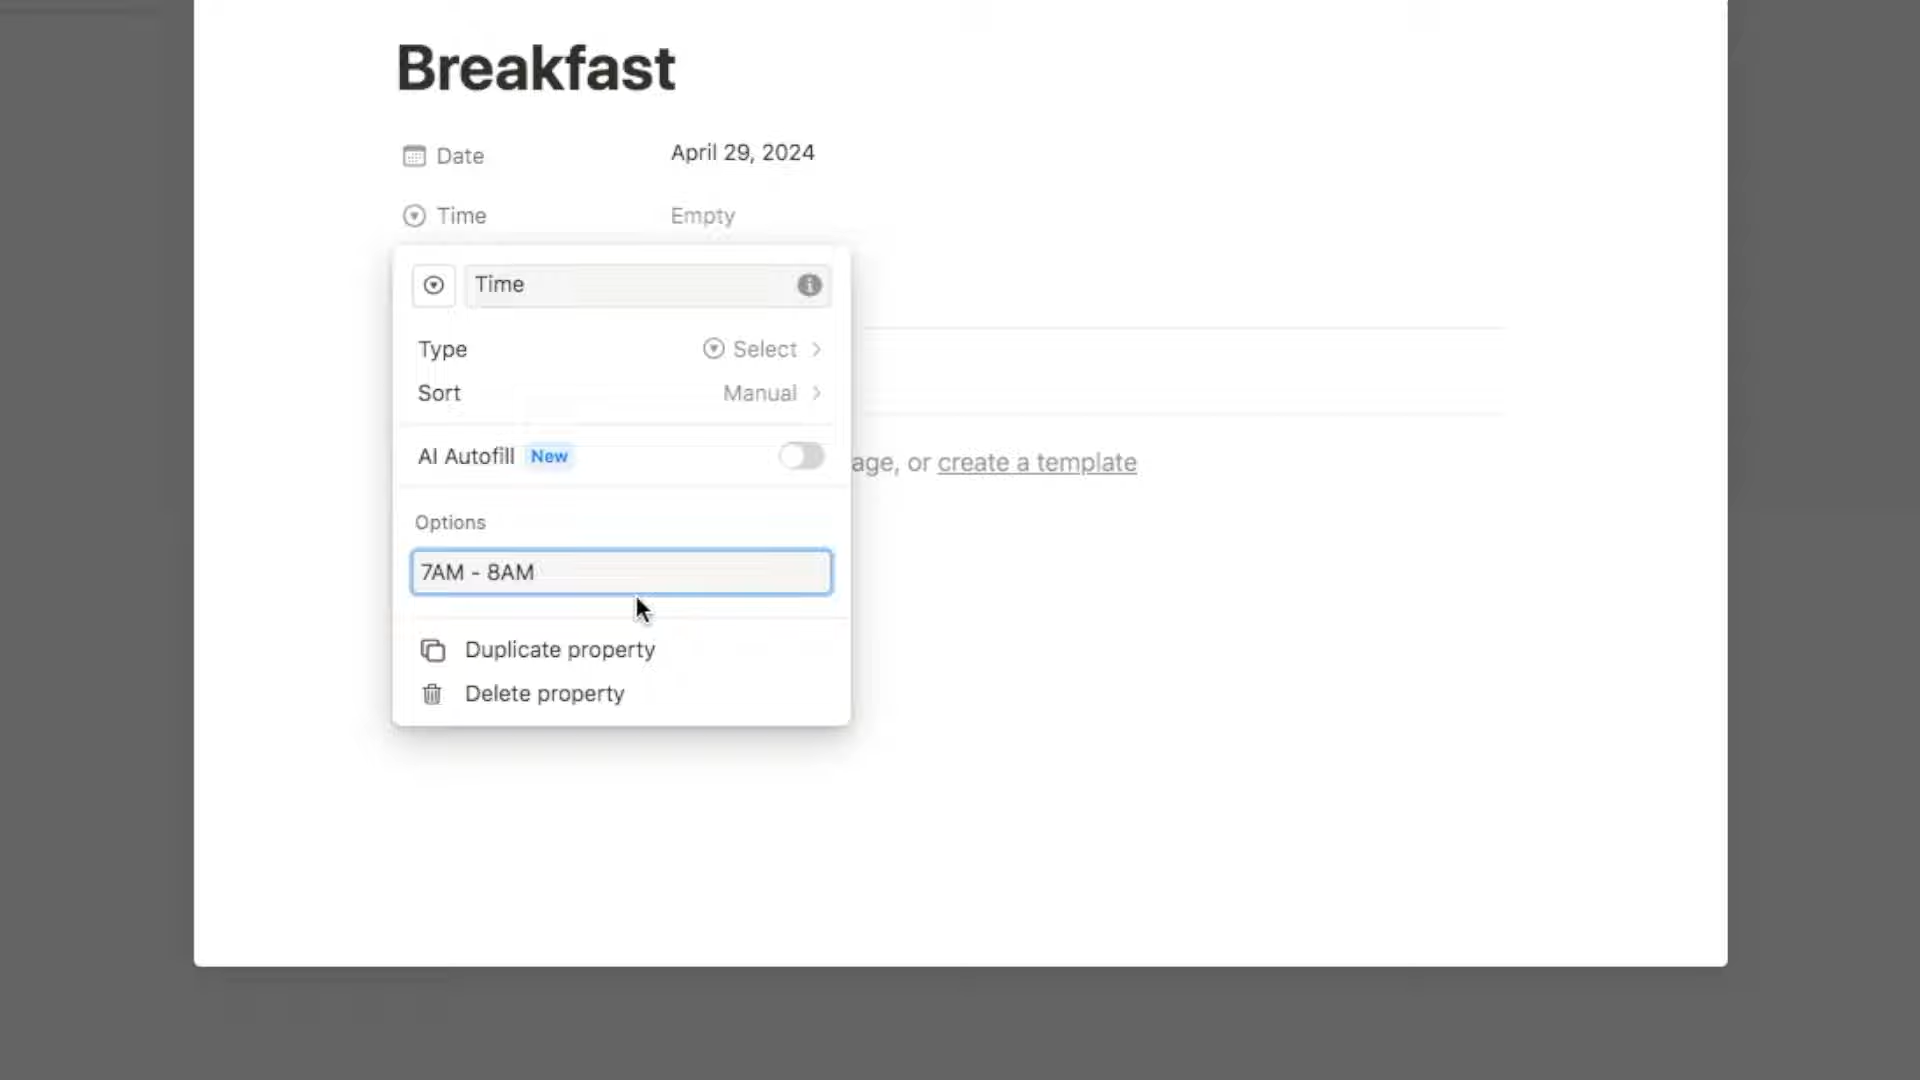 Breakfast
Date April 29, 2024
Time Empty
Time
Type Select
Sort Manual
AI Autofill New
age, or create a template
Options
7AM - 8AM
Duplicate property
Delete property